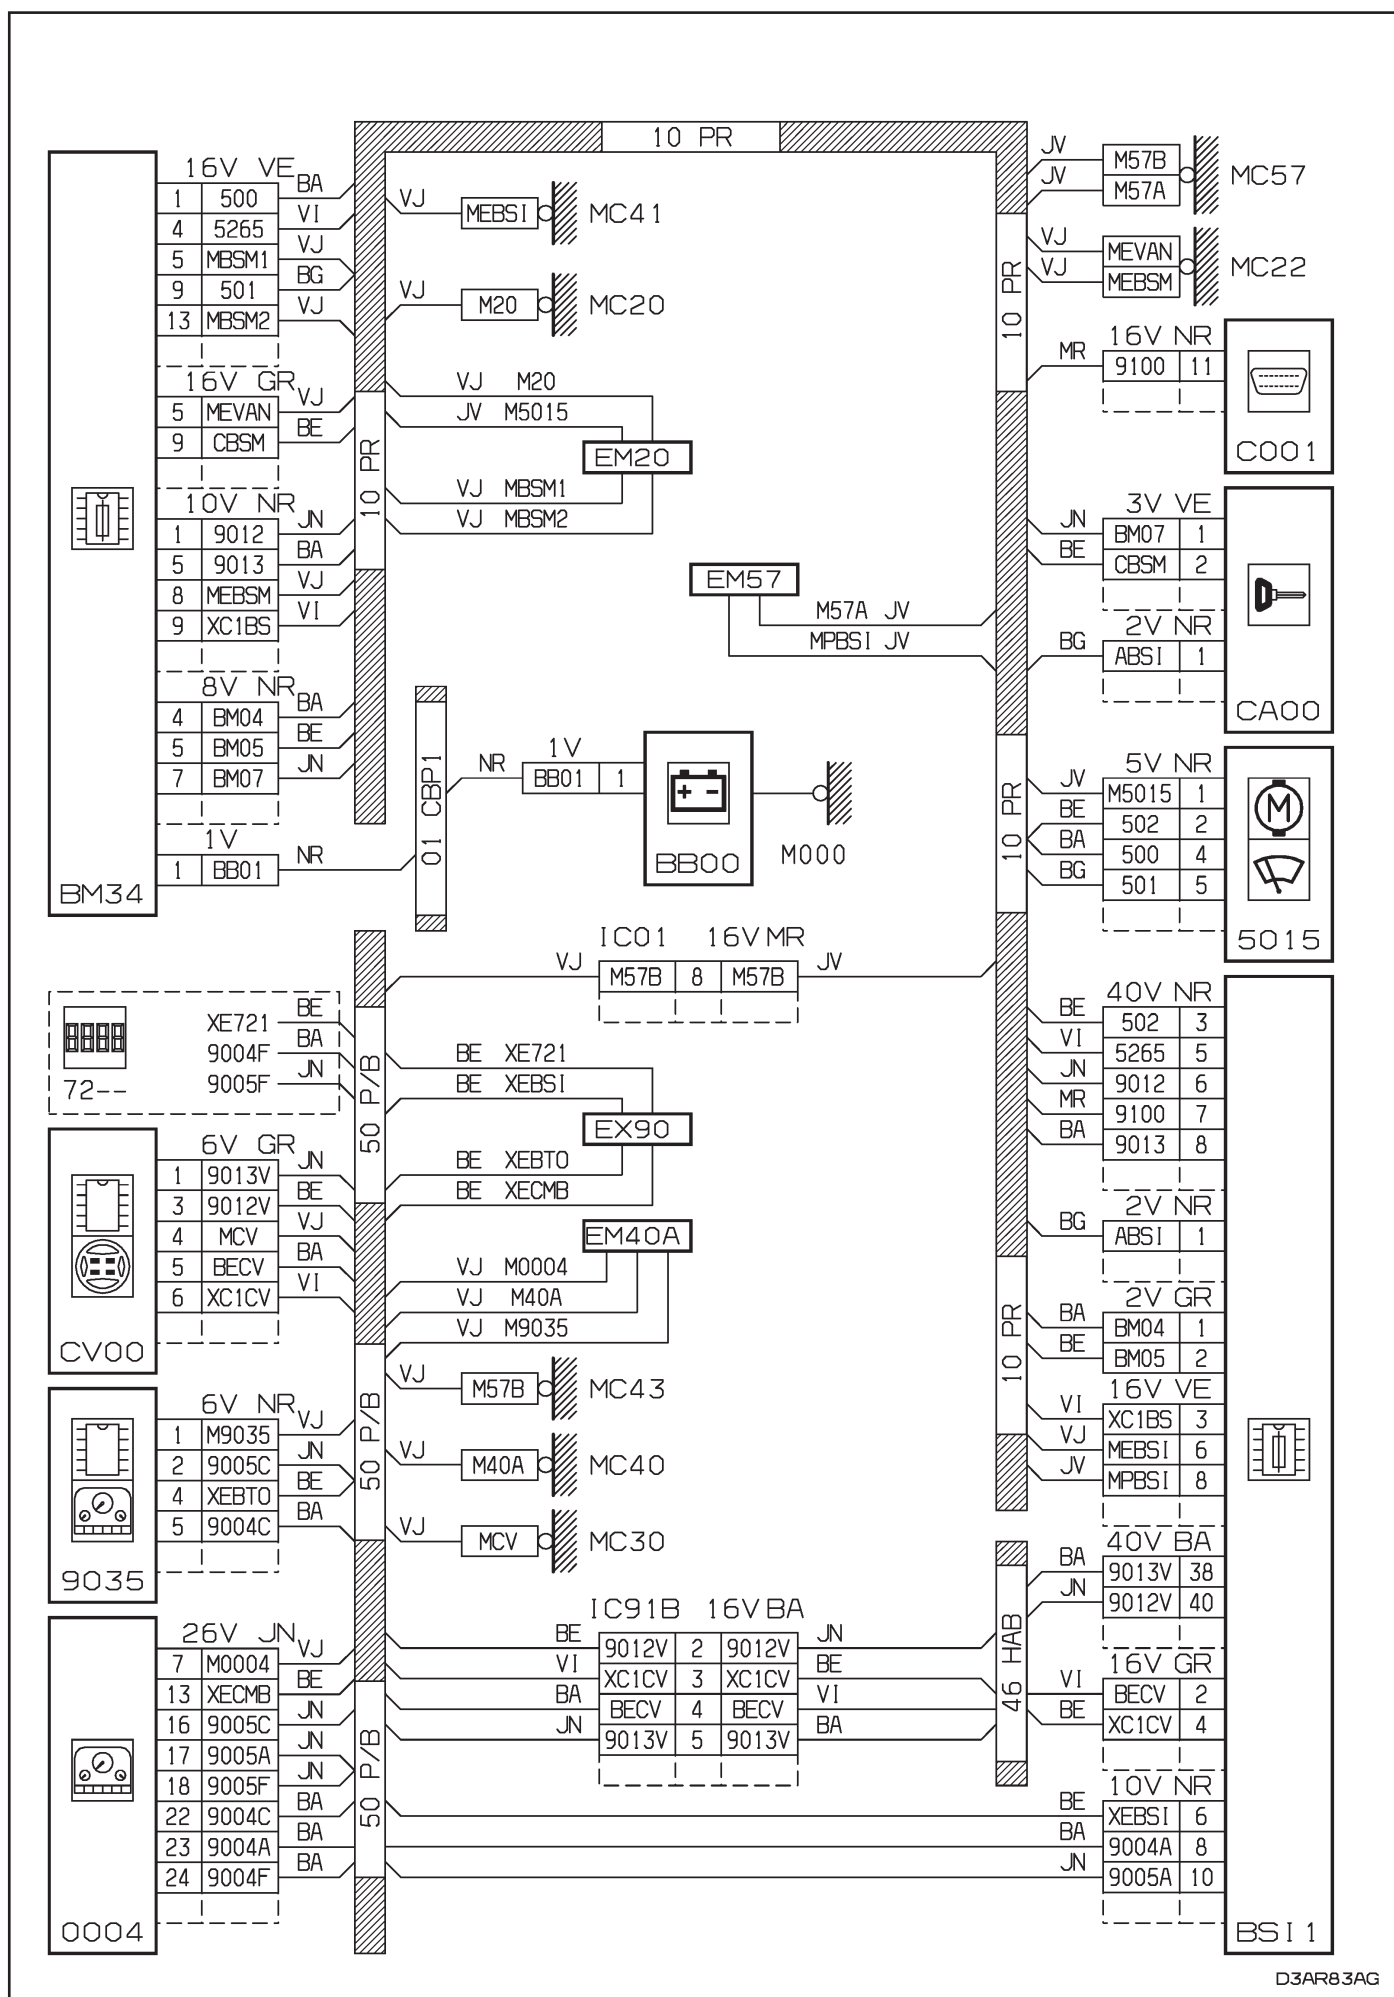 10 PR
BM34
16V VE
1 500 BA
4 5265 VI
5 MBSM1 VJ
9 501 BG
13 MBSM2 VJ
16V GR
5 MEVAN VJ
9 CBSM BE
10V NR
1 9012 JN
5 9013 BA
8 MEBSM VJ
9 XC1BS VI
8V NR
4 BM04 BA
5 BM05 BE
7 BM07 JN
1V
1 BB01 NR
10 PR
VJ MEBSI MC41
VJ M20 MC20
VJ M20
JV M5015
EM20
VJ MBSM1
VJ MBSM2
EM57
M57A JV
MPBSI JV
01 CBP1
NR 1V
BB01 1
BB00
M000
JV M57B
JV M57A
MC57
VJ MEVAN
VJ MEBSM
MC22
10 PR
16V NR
MR 9100 11
C001
3V VE
JN BM07 1
BE CBSM 2
2V NR
BG ABSI 1
CA00
10 PR
5V NR
JV M5015 1
BE 502 2
BA 500 4
BG 501 5
5015
IC01 16V MR
VJ M57B 8 M57B JV
72--
XE721 BE
9004F BA
9005F JN
50 P/B
BE XE721
BE XEBSI
EX90
BE XEBTO
BE XECMB
CV00
6V GR
1 9013V JN
3 9012V BE
4 MCV VJ
5 BECV BA
6 XC1CV VI
EM40A
VJ M0004
VJ M40A
VJ M9035
50 P/B
VJ M57B MC43
VJ M40A MC40
VJ MCV MC30
9035
6V NR
1 M9035 VJ
2 9005C JN
4 XEBTO BE
5 9004C BA
0004
26V JN
7 M0004 VJ
13 XECMB BE
16 9005C JN
17 9005A JN
18 9005F JN
22 9004C BA
23 9004A BA
24 9004F BA
50 P/B
IC91B 16V BA
BE 9012V 2 9012V JN
VI XC1CV 3 XC1CV BE
BA BECV 4 BECV VI
JN 9013V 5 9013V BA
40V NR
BE 502 3
VI 5265 5
JN 9012 6
MR 9100 7
BA 9013 8
2V NR
BG ABSI 1
10 PR
2V GR
BA BM04 1
BE BM05 2
16V VE
VI XC1BS 3
VJ MEBSI 6
JV MPBSI 8
46 HAB
40V BA
BA 9013V 38
JN 9012V 40
16V GR
VI BECV 2
BE XC1CV 4
10V NR
BE XEBSI 6
BA 9004A 8
JN 9005A 10
BSI1
D3AR83AG